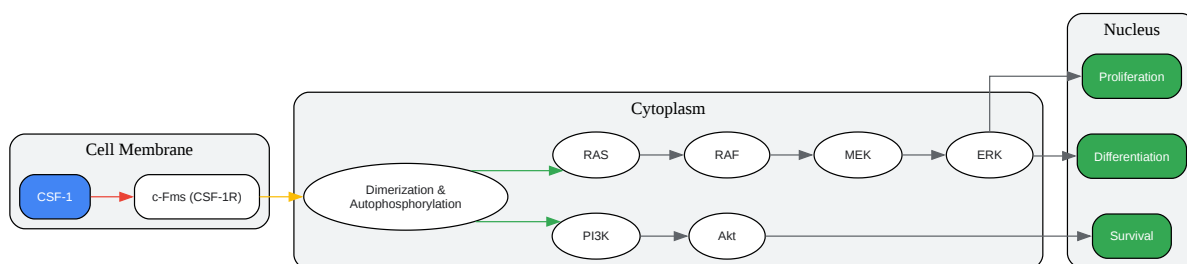 Nucleus
Proliferation
Cytoplasm
Cell Membrane
RAS
RAF
MEK
ERK
Differentiation
CSF-1
c-Fms (CSF-1R)
Dimerization &
Autophosphorylation
PI3K
Akt
Survival